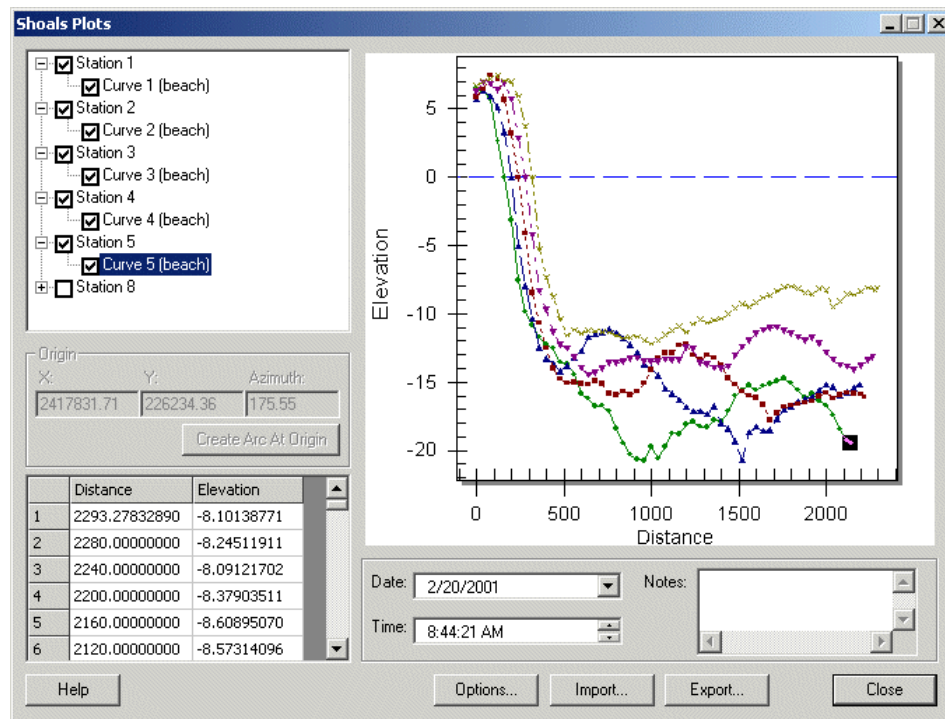 Shoals Plots
Station 1
Curve 1 (beach)
Station 2
Curve 2 (beach)
Station 3
Curve 3 (beach)
Station 4
Curve 4 (beach)
Station 5
Curve 5 (beach)
Station 8
Origin
X: Y: Azimuth:
2417831.71 226234.36 175.55
Create Arc At Origin
Distance Elevation
1 2293.27832890 -8.10138771
2 2280.00000000 -8.24511911
3 2240.00000000 -8.09121702
4 2200.00000000 -8.37903511
5 2160.00000000 -8.60895070
6 2120.00000000 -8.57314096
5
0
-5
-10
-15
-20
Elevation
0 500 1000 1500 2000
Distance
Date: 2/20/2001
Notes:
Time: 8:44:21 AM
Help
Options...
Import...
Export...
Close